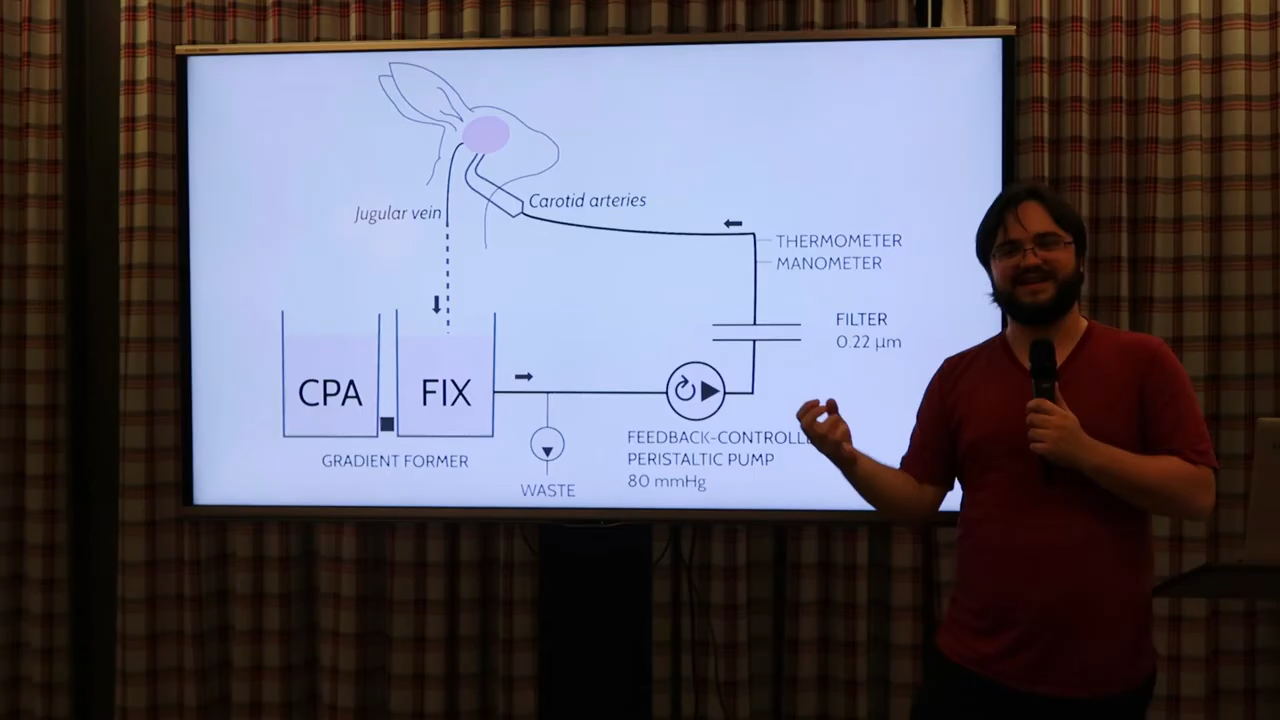 Jugular vein
Carotid arteries
THERMOMETER
MANOMETER
FILTER
0.22 µm
CPA
FIX
GRADIENT FORMER
WASTE
FEEDBACK-CONTROLLE
PERISTALTIC PUMP
80 mmHg